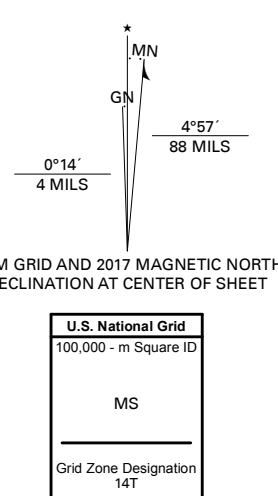 ★
MN
GN
4°57´
88 MILS
0°14´
4 MILS
M GRID AND 2017 MAGNETIC NORTH
ECLINATION AT CENTER OF SHEET
U.S. National Grid
100,000 - m Square ID
MS
Grid Zone Designation
14T